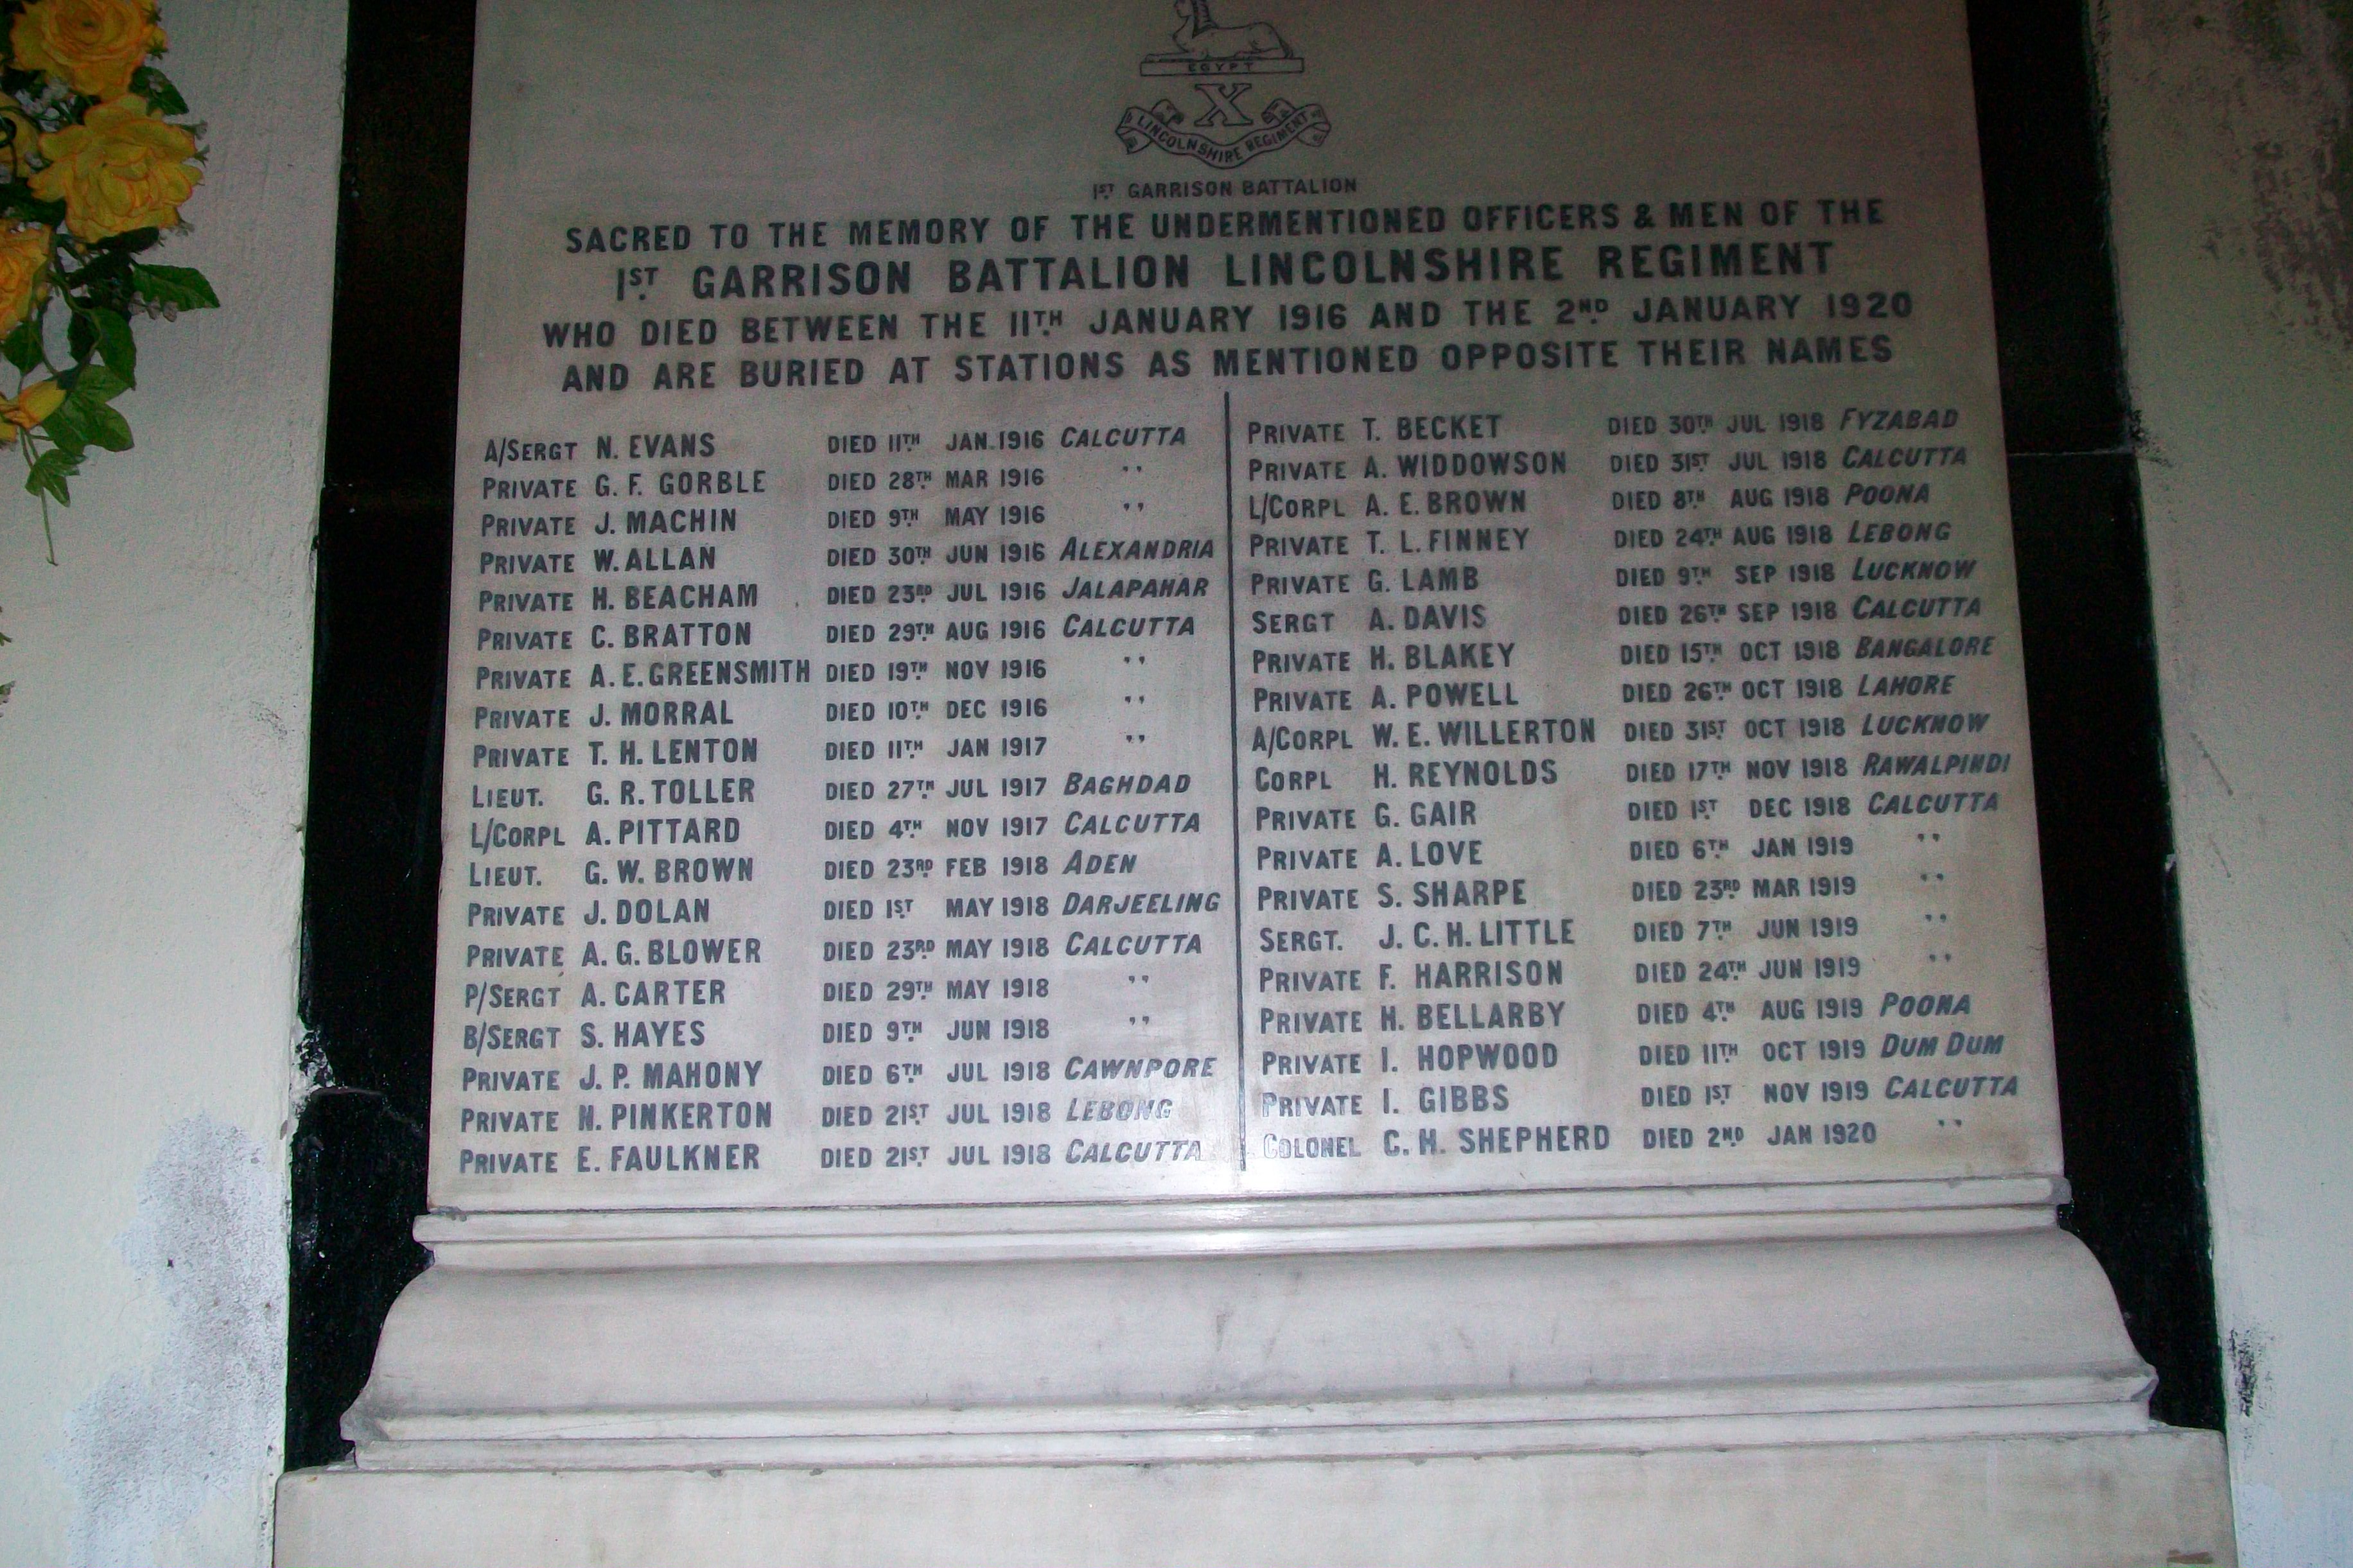 EGYPT
X
LINCOLNSHIRE REGIMENT
1ST GARRISON BATTALION
SACRED TO THE MEMORY OF THE UNDERMENTIONED OFFICERS & MEN OF THE
1ST GARRISON BATTALION LINCOLNSHIRE REGIMENT
WHO DIED BETWEEN THE 11TH JANUARY 1916 AND THE 2ND JANUARY 1920
AND ARE BURIED AT STATIONS AS MENTIONED OPPOSITE THEIR NAMES
A/SERGT N. EVANS DIED 11TH JAN. 1916 CALCUTTA
PRIVATE G. F. GORBLE DIED 28TH MAR 1916 "
PRIVATE J. MACHIN DIED 9TH MAY 1916 "
PRIVATE W. ALLAN DIED 30TH JUN 1916 ALEXANDRIA
PRIVATE H. BEACHAM DIED 23RD JUL 1916 JALAPAHAR
PRIVATE C. BRATTON DIED 29TH AUG 1916 CALCUTTA
PRIVATE A. E. GREENSMITH DIED 19TH NOV 1916 "
PRIVATE J. MORRAL DIED 10TH DEC 1916 "
PRIVATE T. H. LENTON DIED 11TH JAN 1917 "
LIEUT. G. R. TOLLER DIED 27TH JUL 1917 BAGHDAD
L/CORPL A. PITTARD DIED 4TH NOV 1917 CALCUTTA
LIEUT. G. W. BROWN DIED 23RD FEB 1918 ADEN
PRIVATE J. DOLAN DIED 1ST MAY 1918 DARJEELING
PRIVATE A. G. BLOWER DIED 23RD MAY 1918 CALCUTTA
P/SERGT A. CARTER DIED 29TH MAY 1918 "
B/SERGT S. HAYES DIED 9TH JUN 1918 "
PRIVATE J. P. MAHONY DIED 6TH JUL 1918 CAWNPORE
PRIVATE N. PINKERTON DIED 21ST JUL 1918 LEBONG
PRIVATE E. FAULKNER DIED 21ST JUL 1918 CALCUTTA
PRIVATE T. BECKET DIED 30TH JUL 1918 FYZABAD
PRIVATE A. WIDDOWSON DIED 31ST JUL 1918 CALCUTTA
L/CORPL A. E. BROWN DIED 8TH AUG 1918 POONA
PRIVATE T. L. FINNEY DIED 24TH AUG 1918 LEBONG
PRIVATE G. LAMB DIED 9TH SEP 1918 LUCKNOW
SERGT A. DAVIS DIED 26TH SEP 1918 CALCUTTA
PRIVATE H. BLAKEY DIED 15TH OCT 1918 BANGALORE
PRIVATE A. POWELL DIED 26TH OCT 1918 LAHORE
A/CORPL W. E. WILLERTON DIED 31ST OCT 1918 LUCKNOW
CORPL H. REYNOLDS DIED 17TH NOV 1918 RAWALPINDI
PRIVATE G. GAIR DIED 1ST DEC 1918 CALCUTTA
PRIVATE A. LOVE DIED 6TH JAN 1919 "
PRIVATE S. SHARPE DIED 23RD MAR 1919 "
SERGT. J. C. H. LITTLE DIED 7TH JUN 1919 "
PRIVATE F. HARRISON DIED 24TH JUN 1919 "
PRIVATE H. BELLARBY DIED 4TH AUG 1919 POONA
PRIVATE I. HOPWOOD DIED 11TH OCT 1919 DUM DUM
PRIVATE I. GIBBS DIED 1ST NOV 1919 CALCUTTA
COLONEL C. H. SHEPHERD DIED 2ND JAN 1920 "